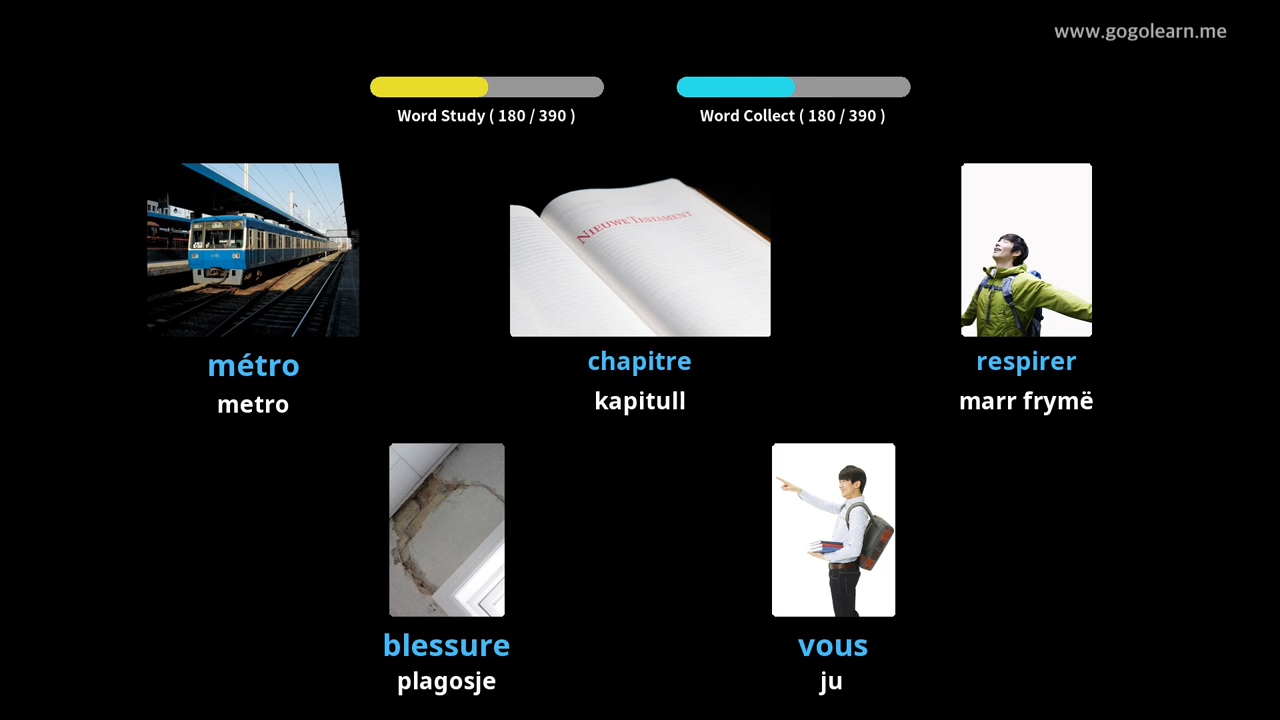 www.gogolearn.me
Word Study ( 180 / 390 )
Word Collect ( 180 / 390 )
NIEUWE TESTAMENT
métro
metro
chapitre
kapitull
respirer
marr frymë
blessure
plagosje
vous
ju